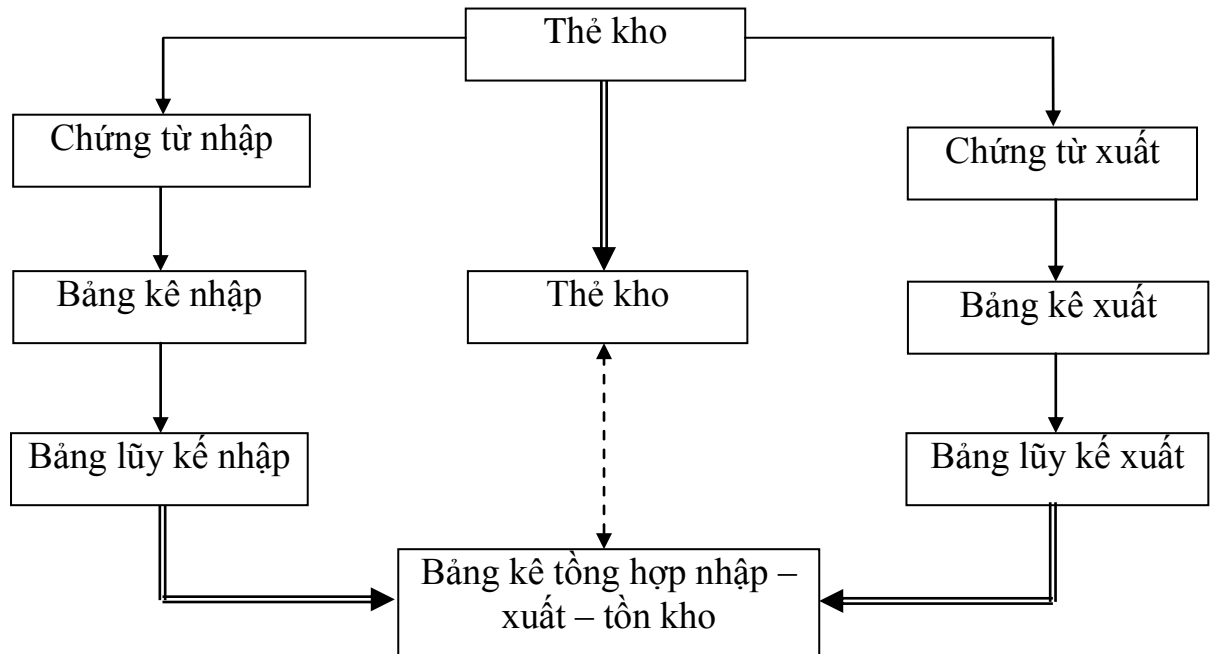 Thẻ kho
Chứng từ nhập
Chứng từ xuất
Bảng kê nhập
Thẻ kho
Bảng kê xuất
Bảng lũy kế nhập
Bảng lũy kế xuất
Bảng kê tổng hợp nhập –
xuất – tồn kho